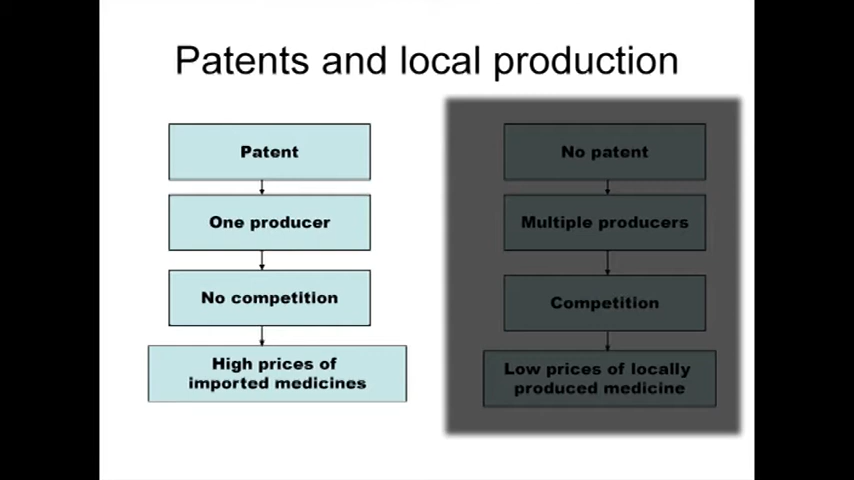 Patents and local production
Patent
One producer
No competition
High prices of
imported medicines
No patent
Multiple producers
Competition
Low prices of locally
produced medicine